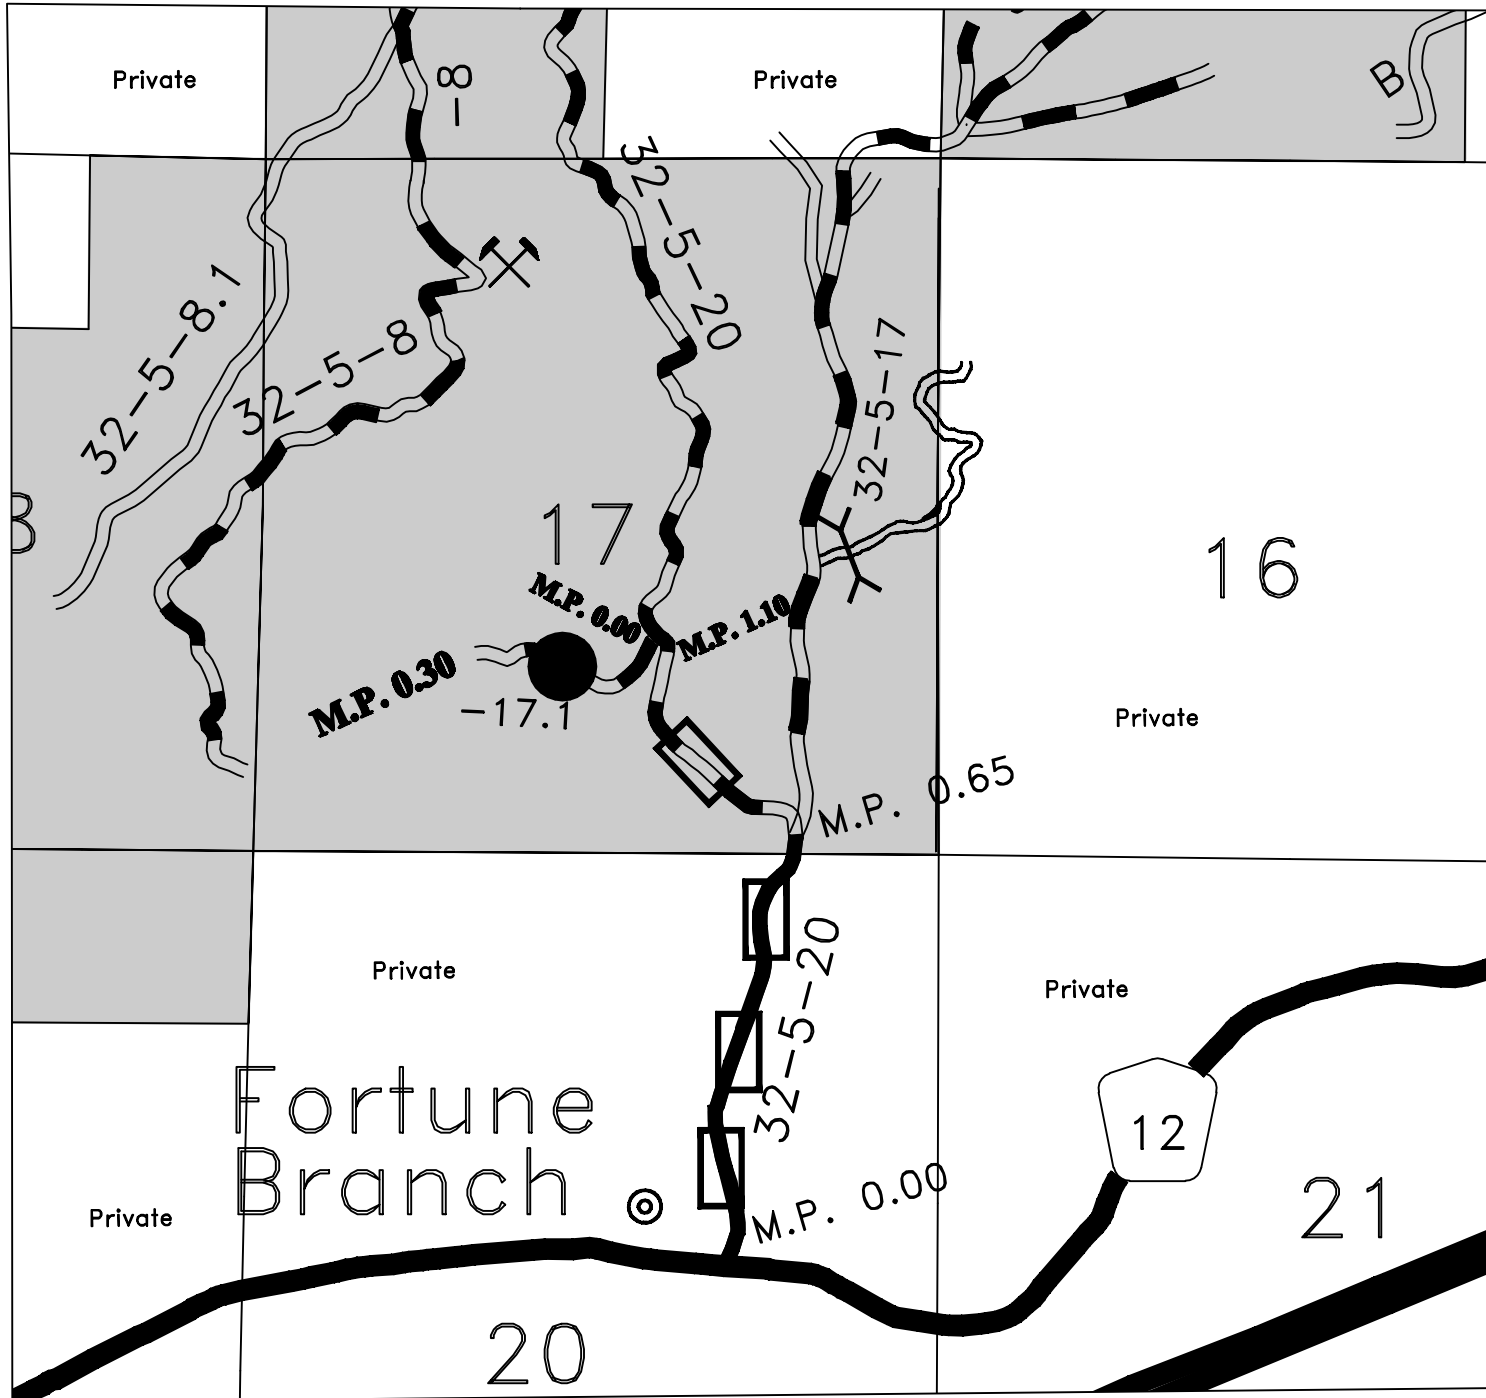 Private
Private
-8
B
32-5-20
32-5-8.1
32-5-8
32-5-17
17
16
M.P. 0.00
M.P. 1.10
M.P. 0.30
-17.1
Private
M.P. 0.65
Private
32-5-20
Private
Fortune
Branch
12
M.P. 0.00
21
Private
20